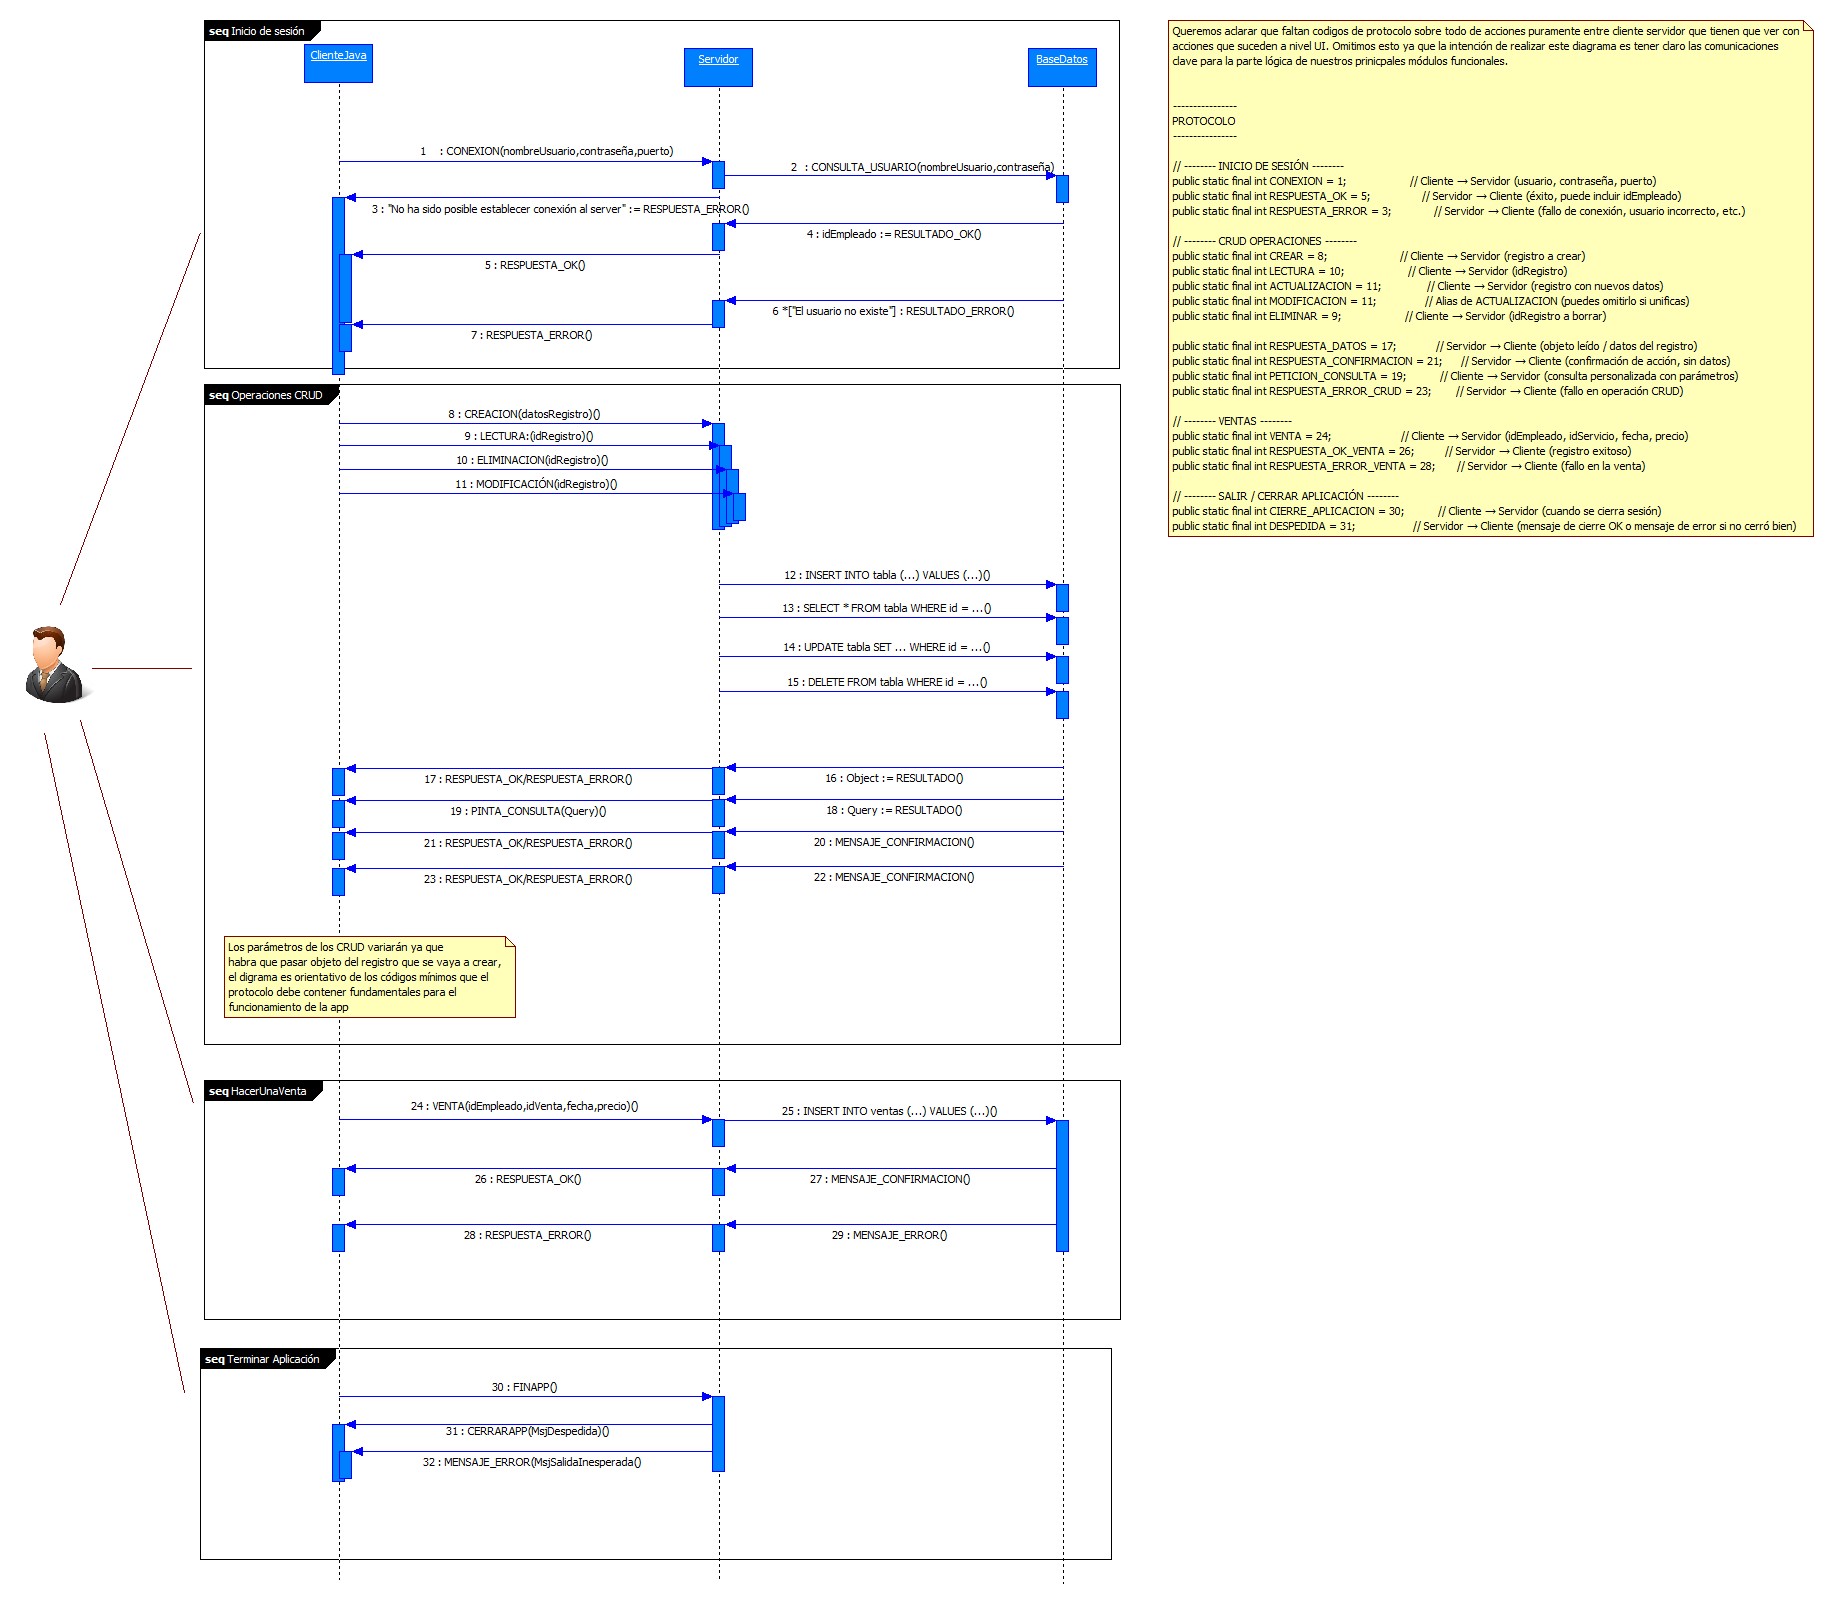 seq Inicio de sesión
ClienteJava
Servidor
BaseDatos
1 : CONEXION(nombreUsuario,contraseña,puerto)
2 : CONSULTA_USUARIO(nombreUsuario,contraseña)
3 : "No ha sido posible establecer conexión al server" := RESPUESTA_ERROR()
4 : idEmpleado := RESULTADO_OK()
5 : RESPUESTA_OK()
6 *["El usuario no existe"] : RESULTADO_ERROR()
7 : RESPUESTA_ERROR()
seq Operaciones CRUD
8 : CREACION(datosRegistro)()
9 : LECTURA:(idRegistro)()
10 : ELIMINACION(idRegistro)()
11 : MODIFICACIÓN(idRegistro)()
12 : INSERT INTO tabla (...) VALUES (...)()
13 : SELECT * FROM tabla WHERE id = ...()
14 : UPDATE tabla SET ... WHERE id = ...()
15 : DELETE FROM tabla WHERE id = ...()
17 : RESPUESTA_OK/RESPUESTA_ERROR()
16 : Object := RESULTADO()
19 : PINTA_CONSULTA(Query)()
18 : Query := RESULTADO()
21 : RESPUESTA_OK/RESPUESTA_ERROR()
20 : MENSAJE_CONFIRMACION()
23 : RESPUESTA_OK/RESPUESTA_ERROR()
22 : MENSAJE_CONFIRMACION()
Los parámetros de los CRUD variarán ya que
habra que pasar objeto del registro que se vaya a crear,
el digrama es orientativo de los códigos mínimos que el
protocolo debe contener fundamentales para el
funcionamiento de la app
seq HacerUnaVenta
24 : VENTA(idEmpleado,idVenta,fecha,precio)()
25 : INSERT INTO ventas (...) VALUES (...)()
26 : RESPUESTA_OK()
27 : MENSAJE_CONFIRMACION()
28 : RESPUESTA_ERROR()
29 : MENSAJE_ERROR()
seq Terminar Aplicación
30 : FINAPP()
31 : CERRARAPP(MsjDespedida)()
32 : MENSAJE_ERROR(MsjSalidaInesperada()
Queremos aclarar que faltan codigos de protocolo sobre todo de acciones puramente entre cliente servidor que tienen que ver con
acciones que suceden a nivel UI. Omitimos esto ya que la intención de realizar este diagrama es tener claro las comunicaciones
clave para la parte lógica de nuestros prinicpales módulos funcionales.
----------------
PROTOCOLO
----------------
// -------- INICIO DE SESIÓN --------
public static final int CONEXION = 1; // Cliente → Servidor (usuario, contraseña, puerto)
public static final int RESPUESTA_OK = 5; // Servidor → Cliente (éxito, puede incluir idEmpleado)
public static final int RESPUESTA_ERROR = 3; // Servidor → Cliente (fallo de conexión, usuario incorrecto, etc.)
// -------- CRUD OPERACIONES --------
public static final int CREAR = 8; // Cliente → Servidor (registro a crear)
public static final int LECTURA = 10; // Cliente → Servidor (idRegistro)
public static final int ACTUALIZACION = 11; // Cliente → Servidor (registro con nuevos datos)
public static final int MODIFICACION = 11; // Alias de ACTUALIZACION (puedes omitirlo si unificas)
public static final int ELIMINAR = 9; // Cliente → Servidor (idRegistro a borrar)
public static final int RESPUESTA_DATOS = 17; // Servidor → Cliente (objeto leído / datos del registro)
public static final int RESPUESTA_CONFIRMACION = 21; // Servidor → Cliente (confirmación de acción, sin datos)
public static final int PETICION_CONSULTA = 19; // Cliente → Servidor (consulta personalizada con parámetros)
public static final int RESPUESTA_ERROR_CRUD = 23; // Servidor → Cliente (fallo en operación CRUD)
// -------- VENTAS --------
public static final int VENTA = 24; // Cliente → Servidor (idEmpleado, idServicio, fecha, precio)
public static final int RESPUESTA_OK_VENTA = 26; // Servidor → Cliente (registro exitoso)
public static final int RESPUESTA_ERROR_VENTA = 28; // Servidor → Cliente (fallo en la venta)
// -------- SALIR / CERRAR APLICACIÓN --------
public static final int CIERRE_APLICACION = 30; // Cliente → Servidor (cuando se cierra sesión)
public static final int DESPEDIDA = 31; // Servidor → Cliente (mensaje de cierre OK o mensaje de error si no cerró bien)